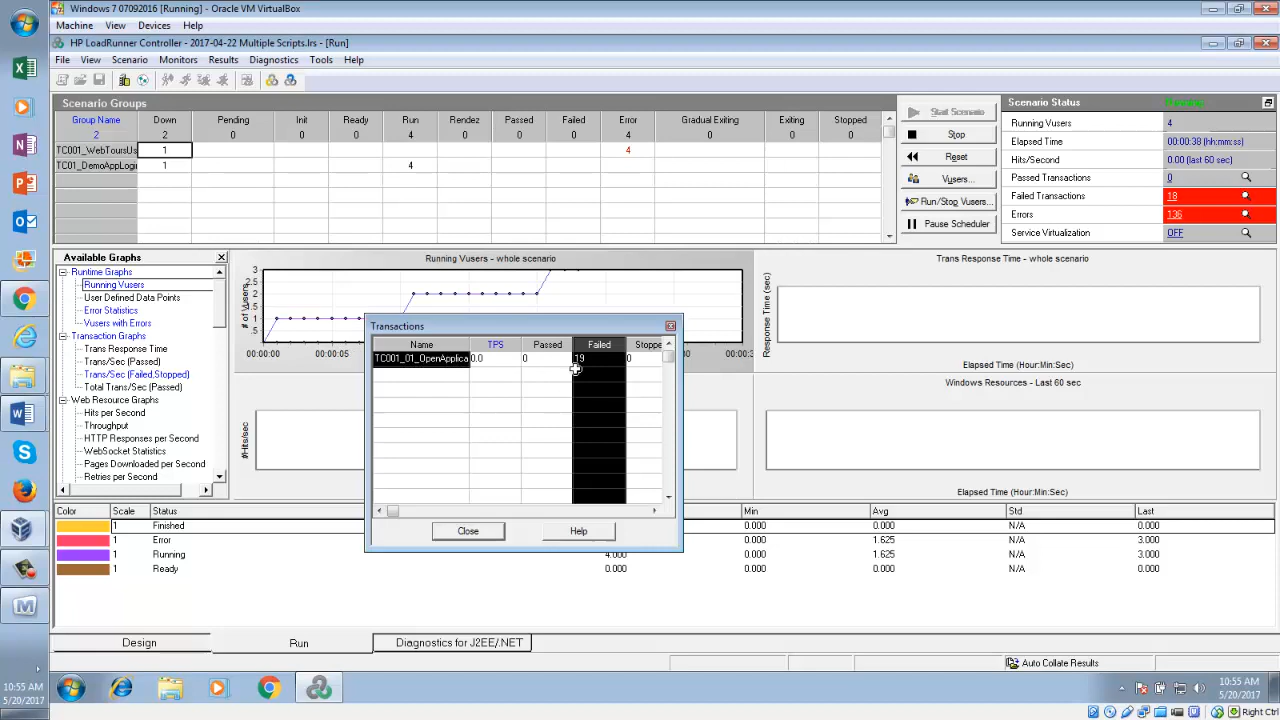 Windows 7 07092016 [Running] - Oracle VM VirtualBox
Machine View Devices Help
HP LoadRunner Controller - 2017-04-22 Multiple Scripts.lrs - [Run]
File View Scenario Monitors Results Diagnostics Tools Help
Scenario Groups
Group Name Down Pending Init Ready Run Rendez Passed Failed Error Gradual Exiting Exiting Stopped
2 2 0 0 0 4 0 0 0 4 0 0 0
TC001_WebToursUs 1 4
TC01_DemoAppLogi 1 4
Start Scenario
Stop
Reset
Vusers...
Run/Stop Vusers...
Pause Scheduler
Scenario Status
Running Vusers 4
Elapsed Time 00:00:38 (hh:mm:ss)
Hits/Second 0.00 (last 60 sec)
Passed Transactions 0
Failed Transactions 18
Errors 136
Service Virtualization OFF
Available Graphs
Runtime Graphs
Running Vusers
User Defined Data Points
Error Statistics
Vusers with Errors
Transaction Graphs
Trans Response Time
Trans/Sec (Passed)
Trans/Sec (Failed,Stopped)
Total Trans/Sec (Passed)
Web Resource Graphs
Hits per Second
Throughput
HTTP Responses per Second
WebSocket Statistics
Pages Downloaded per Second
Retries per Second
Running Vusers - whole scenario
# of Vusers
3
2.5
2
1.5
1
.5
00:00:00 00:00:05
#Hits/sec
Trans Response Time - whole scenario
Response Time (sec)
Elapsed Time (Hour:Min:Sec)
Windows Resources - Last 60 sec
Elapsed Time (Hour:Min:Sec)
Transactions
Name TPS Passed Failed Stoppe
TC001_01_OpenApplica 0.0 0 19 0
Close Help
Color Scale Status Min Avg Std Last
1 Finished 0.000 0.000 N/A 0.000
1 Error 0.000 1.625 N/A 3.000
1 Running 4.000 0.000 1.625 N/A 3.000
1 Ready 0.000 0.000 0.000 N/A 0.000
Design Run Diagnostics for J2EE/.NET
Auto Collate Results
10:55 AM
5/20/2017
10:55 AM
5/20/2017
Right Ctrl